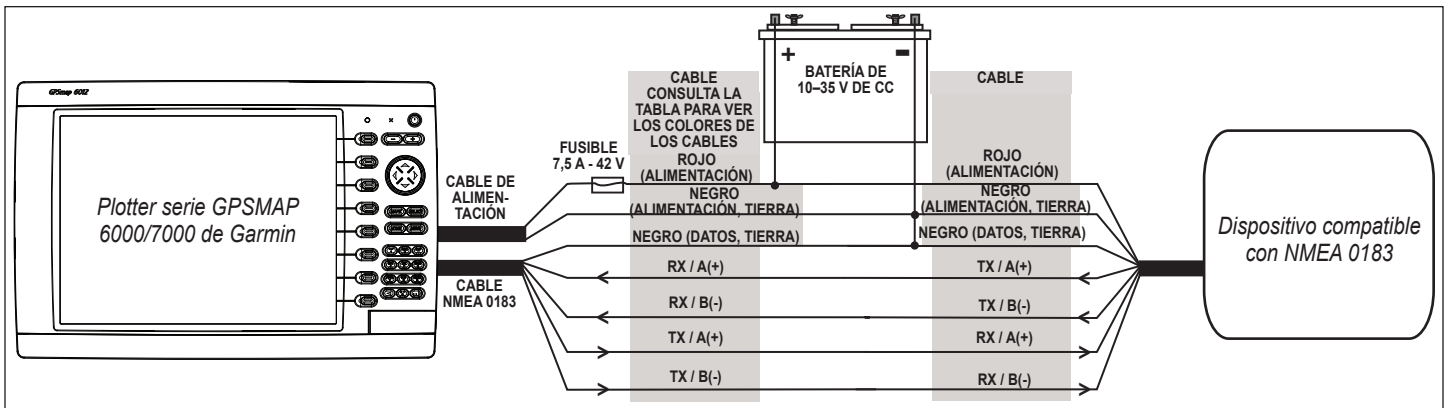 GPSmap 6012
Plotter serie GPSMAP
6000/7000 de Garmin
CABLE DE
ALIMEN-
TACIÓN
CABLE
NMEA 0183
FUSIBLE
7,5 A - 42 V
CABLE
CONSULTA LA
TABLA PARA VER
LOS COLORES DE
LOS CABLES
ROJO
(ALIMENTACIÓN)
NEGRO
(ALIMENTACIÓN, TIERRA)
NEGRO (DATOS, TIERRA)
RX / A(+)
RX / B(-)
TX / A(+)
TX / B(-)
+ -
BATERÍA DE
10–35 V DE CC
CABLE
ROJO
(ALIMENTACIÓN)
NEGRO
(ALIMENTACIÓN, TIERRA)
NEGRO (DATOS, TIERRA)
TX / A(+)
TX / B(-)
RX / A(+)
RX / B(-)
Dispositivo compatible
con NMEA 0183